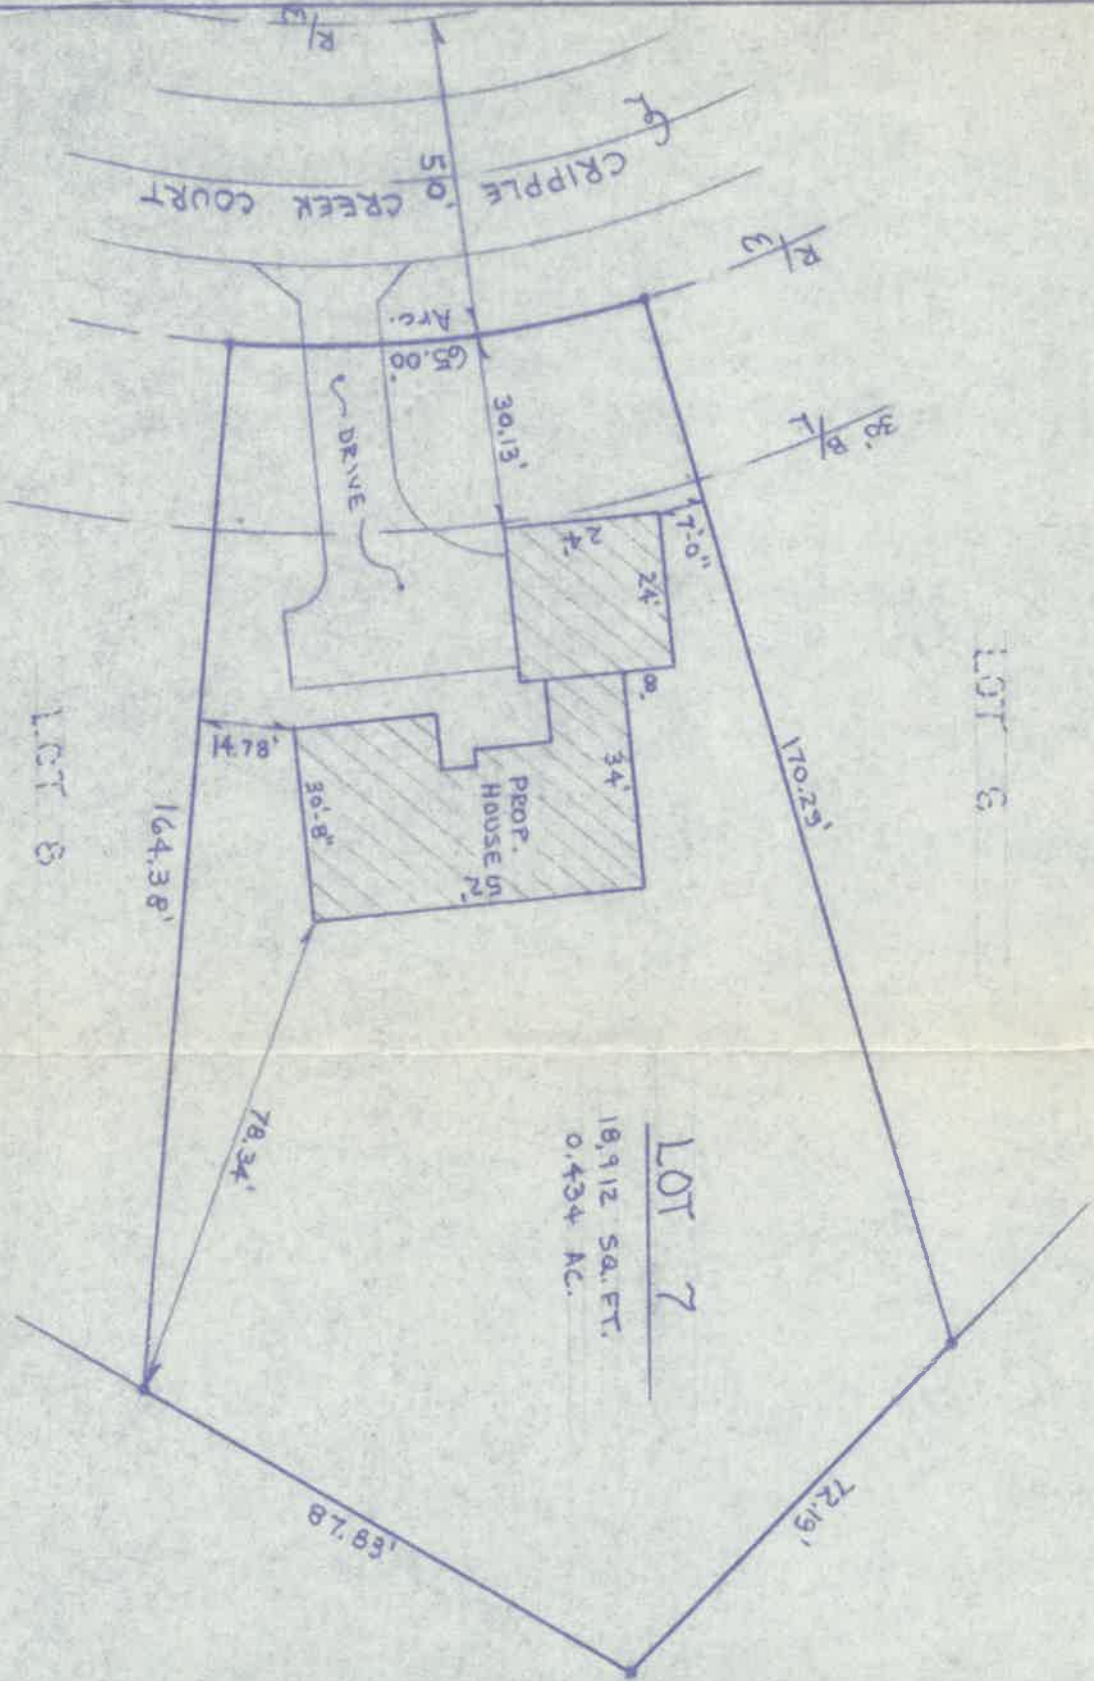 R/W
CRIPPLE CREEK COURT
50'
R/W
65.00' Arc.
30.13'
DRIVE
30'
B/L
7'-0"
24'
24'
8'
34'
PROP.
HOUSE
52'
30'-8"
14.78'
LOT 6
170.29'
LOT 8
164.38'
78.34'
LOT 7
18,912 SQ. FT.
0.434 AC.
72.19'
87.83'